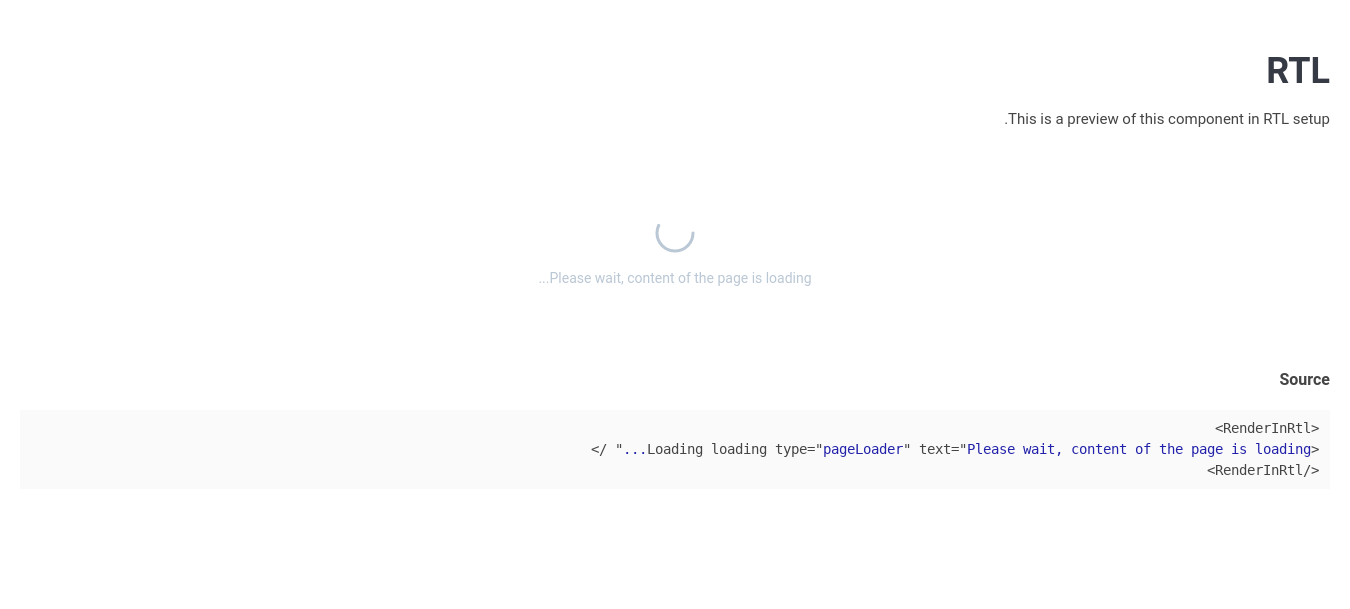 RTL
.This is a preview of this component in RTL setup
...Please wait, content of the page is loading
Source
<RenderInRtl>
</ "...Loading loading type="pageLoader" text="Please wait, content of the page is loading>
<RenderInRtl/>